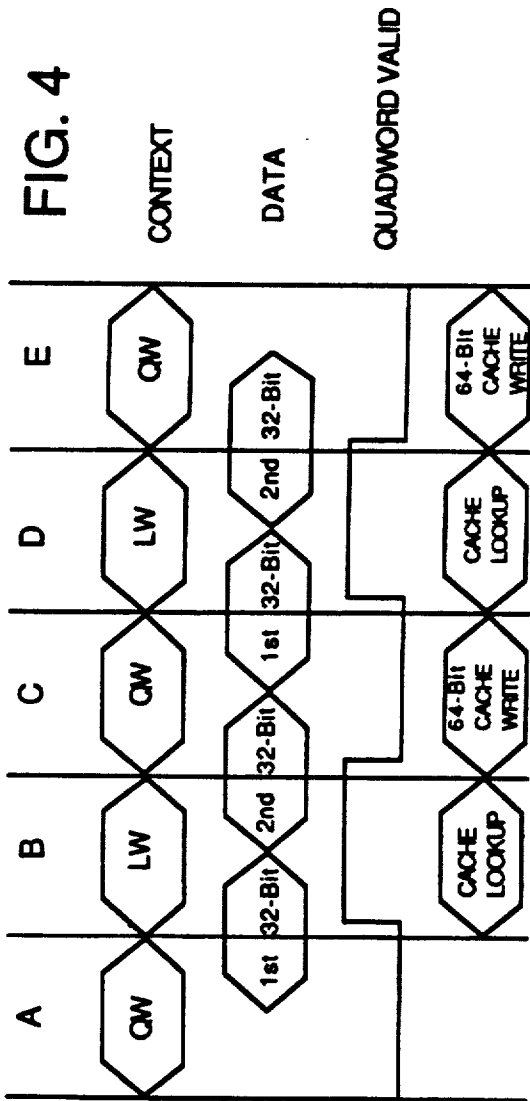 FIG. 4
A B C D E
QW LW QW LW QW CONTEXT
1st 32-Bit 2nd 32-Bit 1st 32-Bit 2nd 32-Bit DATA
QUADWORD VALID
CACHE LOOKUP
64-Bit CACHE WRITE
CACHE LOOKUP
64-Bit CACHE WRITE